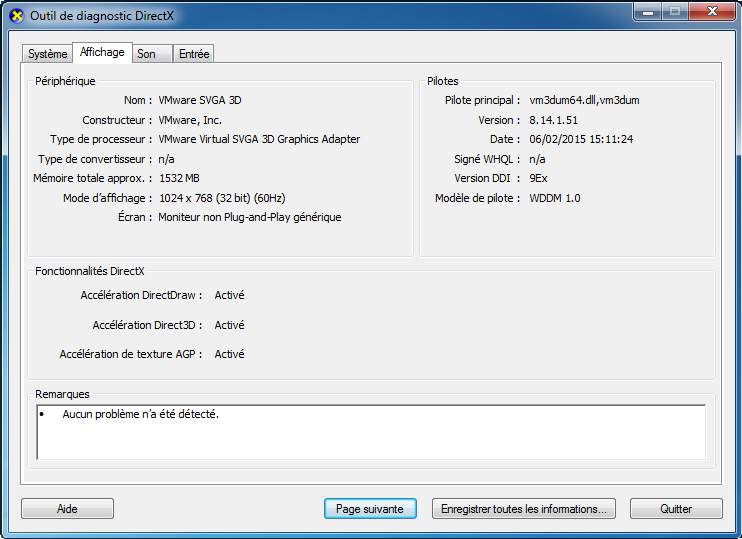 Outil de diagnostic DirectX
Système Affichage Son Entrée
Périphérique
Nom : VMware SVGA 3D
Constructeur : VMware, Inc.
Type de processeur : VMware Virtual SVGA 3D Graphics Adapter
Type de convertisseur : n/a
Mémoire totale approx. : 1532 MB
Mode d'affichage : 1024 x 768 (32 bit) (60Hz)
Écran : Moniteur non Plug-and-Play générique
Pilotes
Pilote principal : vm3dum64.dll,vm3dum
Version : 8.14.1.51
Date : 06/02/2015 15:11:24
Signé WHQL : n/a
Version DDI : 9Ex
Modèle de pilote : WDDM 1.0
Fonctionnalités DirectX
Accélération DirectDraw : Activé
Accélération Direct3D : Activé
Accélération de texture AGP : Activé
Remarques
• Aucun problème n'a été détecté.
Aide Page suivante Enregistrer toutes les informations... Quitter